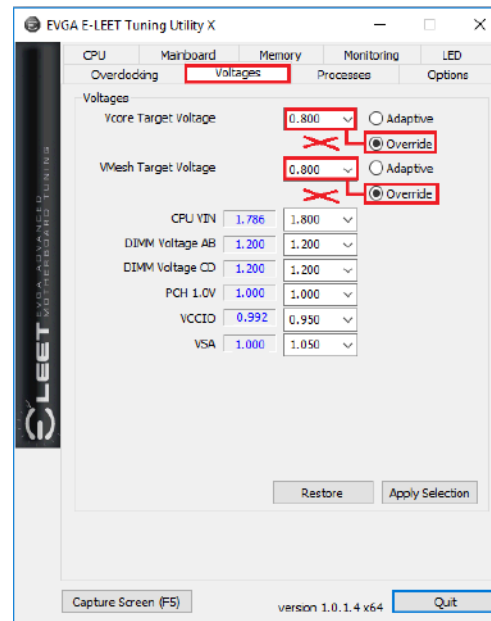 EVGA E-LEET Tuning Utility X
CPU Mainboard Memory Monitoring LED
Overclocking Voltages Processes Options
Voltages
Vcore Target Voltage 0.800 Adaptive
Override
VMesh Target Voltage 0.800 Adaptive
Override
CPU VIN 1.786 1.800
DIMM Voltage AB 1.200 1.200
DIMM Voltage CD 1.200 1.200
PCH 1.0V 1.000 1.000
VCCIO 0.992 0.950
VSA 1.000 1.050
Restore Apply Selection
Capture Screen (F5) version 1.0.1.4 x64 Quit
E-LEET EVGA ADVANCED
MOTHERBOARD TUNING